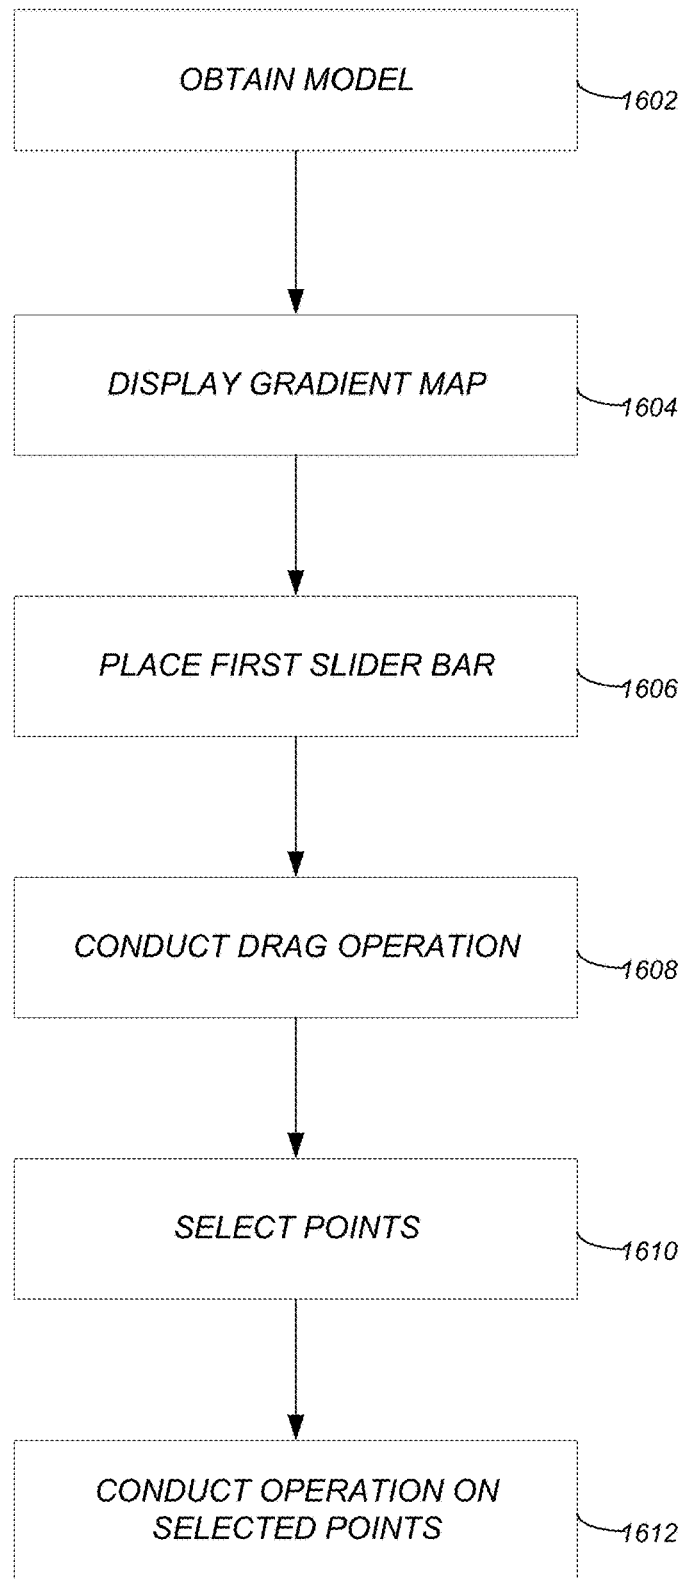 OBTAIN MODEL
1602
DISPLAY GRADIENT MAP
1604
PLACE FIRST SLIDER BAR
1606
CONDUCT DRAG OPERATION
1608
SELECT POINTS
1610
CONDUCT OPERATION ON
SELECTED POINTS
1612